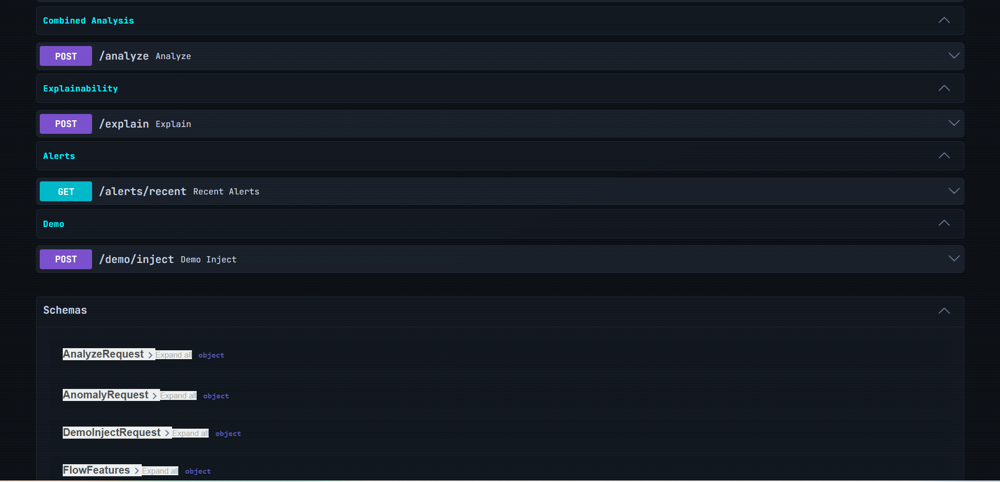 Combined Analysis
POST /analyze Analyze
Explainability
POST /explain Explain
Alerts
GET /alerts/recent Recent Alerts
Demo
POST /demo/inject Demo Inject
Schemas
AnalyzeRequest Expand all object
AnomalyRequest Expand all object
DemoInjectRequest Expand all object
FlowFeatures Expand all object